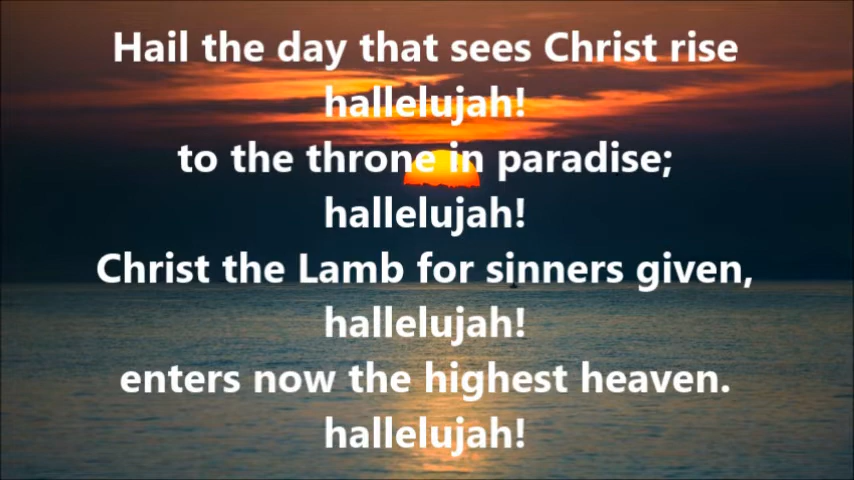 Hail the day that sees Christ rise
hallelujah!
to the throne in paradise;
hallelujah!
Christ the Lamb for sinners given,
hallelujah!
enters now the highest heaven.
hallelujah!